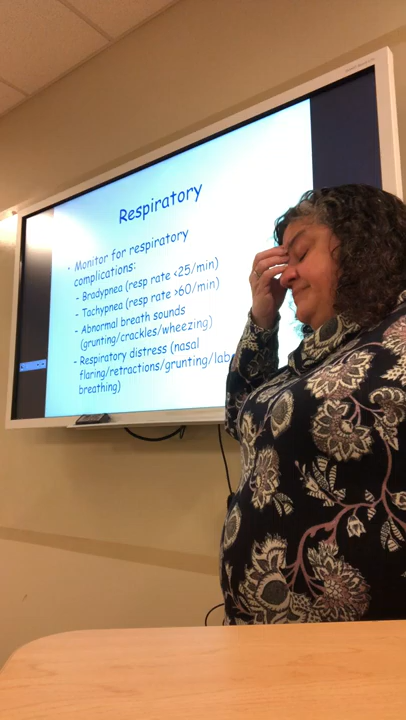 Respiratory
- Monitor for respiratory
complications:
- Bradypnea (resp rate <25/min)
- Tachypnea (resp rate >60/min)
- Abnormal breath sounds
(grunting/crackles/wheezing)
- Respiratory distress (nasal
flaring/retractions/grunting/
breathing)